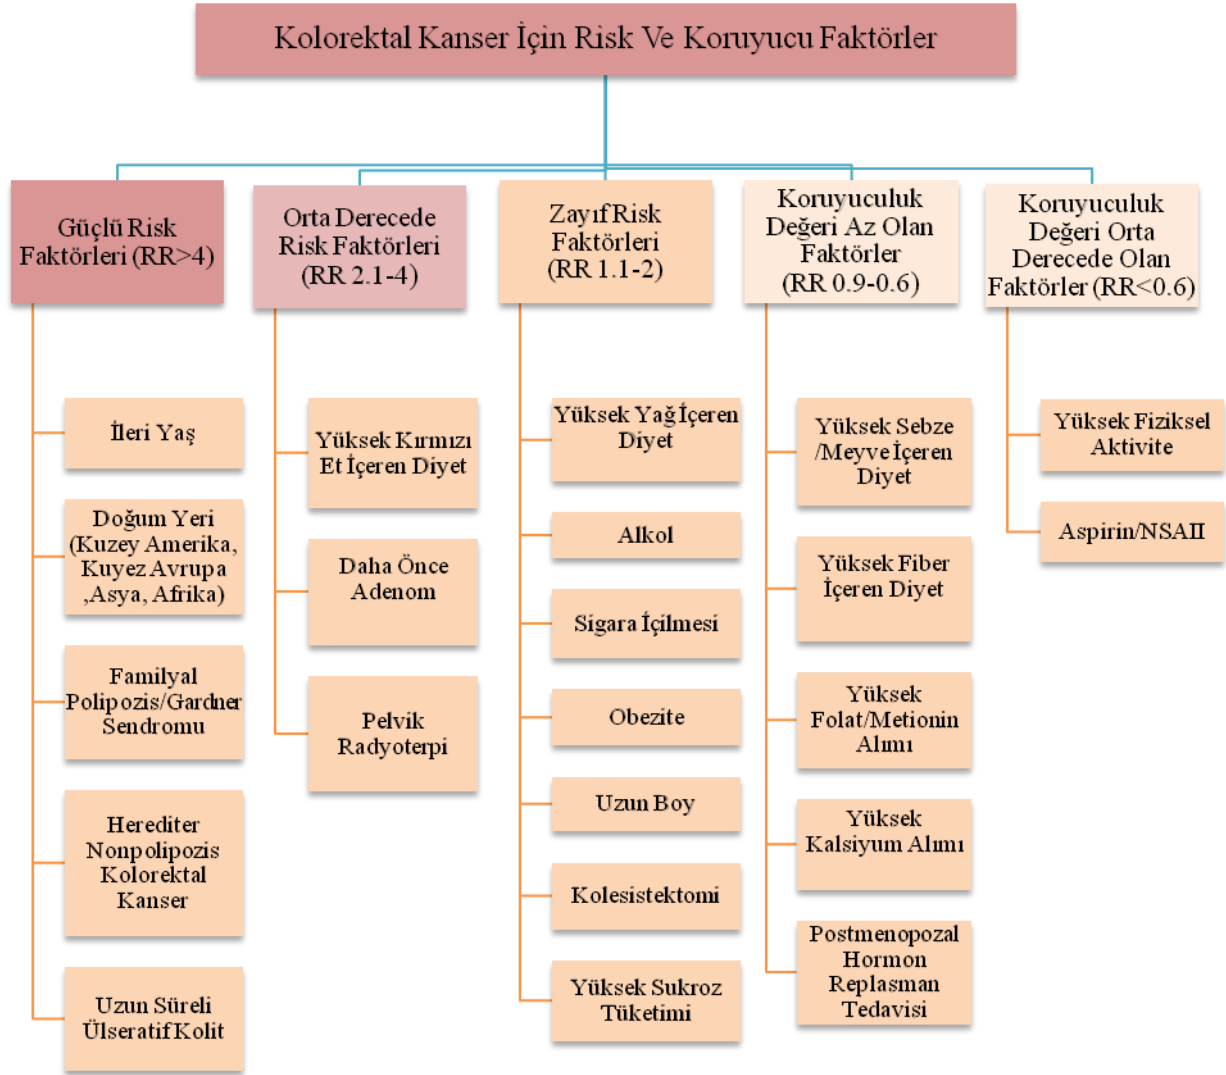 Kolorektal Kanser İçin Risk Ve Koruyucu Faktörler
Güçlü Risk
Faktörleri (RR>4)
İleri Yaş
Doğum Yeri
(Kuzey Amerika,
Kuyez Avrupa
,Asya, Afrika)
Familyal
Polipozis/Gardner
Sendromu
Herediter
Nonpolipozis
Kolorektal
Kanser
Uzun Süreli
Ülseratif Kolit
Orta Derecede
Risk Faktörleri
(RR 2.1-4)
Yüksek Kırmızı
Et İçeren Diyet
Daha Önce
Adenom
Pelvik
Radyoterpi
Zayıf Risk
Faktörleri
(RR 1.1-2)
Yüksek Yağ İçeren
Diyet
Alkol
Sigara İçilmesi
Obezite
Uzun Boy
Kolesistektomi
Yüksek Sukroz
Tüketimi
Koruyuculuk
Değeri Az Olan
Faktörler
(RR 0.9-0.6)
Yüksek Sebze
/Meyve İçeren
Diyet
Yüksek Fiber
İçeren Diyet
Yüksek
Folat/Metionin
Alımı
Yüksek
Kalsiyum Alımı
Postmenopozal
Hormon
Replasman
Tedavisi
Koruyuculuk
Değeri Orta
Derecede Olan
Faktörler (RR<0.6)
Yüksek Fiziksel
Aktivite
Aspirin/NSAII